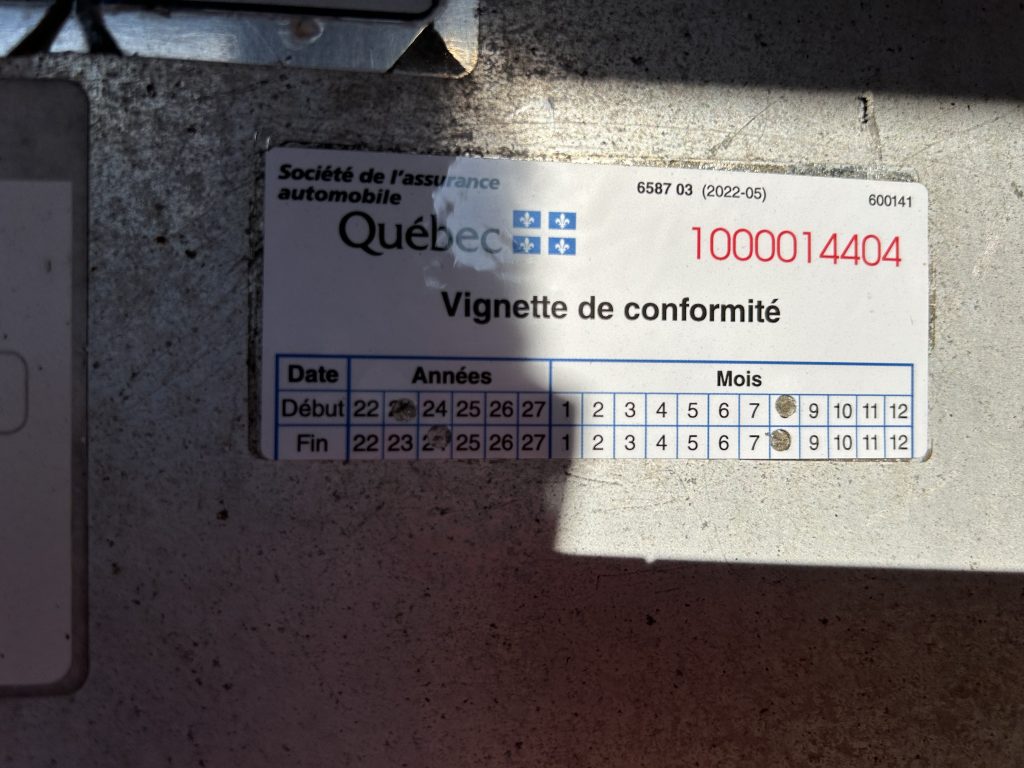 Société de l'assurance
automobile
Québec
6587 03 (2022-05)
600141
1000014404
Vignette de conformité
Date Années Mois
Début 22 24 25 26 27 1 2 3 4 5 6 7 9 10 11 12
Fin 22 23 25 26 27 1 2 3 4 5 6 7 9 10 11 12